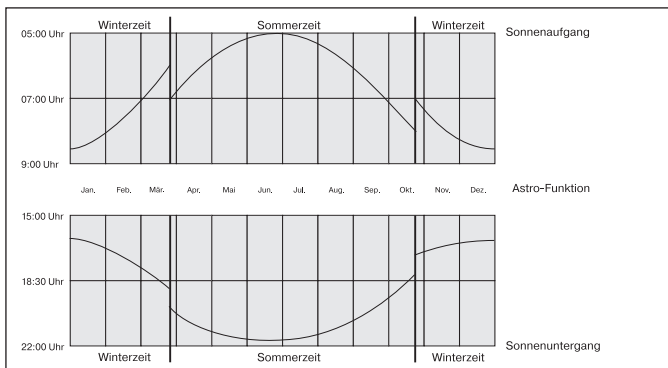 Winterzeit Sommerzeit Winterzeit
05:00 Uhr Sonnenaufgang
07:00 Uhr
9:00 Uhr
Jan. Feb. Mär. Apr. Mai Jun. Jul. Aug. Sep. Okt. Nov. Dez. Astro-Funktion
15:00 Uhr
18:30 Uhr
22:00 Uhr Sonnenuntergang
Winterzeit Sommerzeit Winterzeit